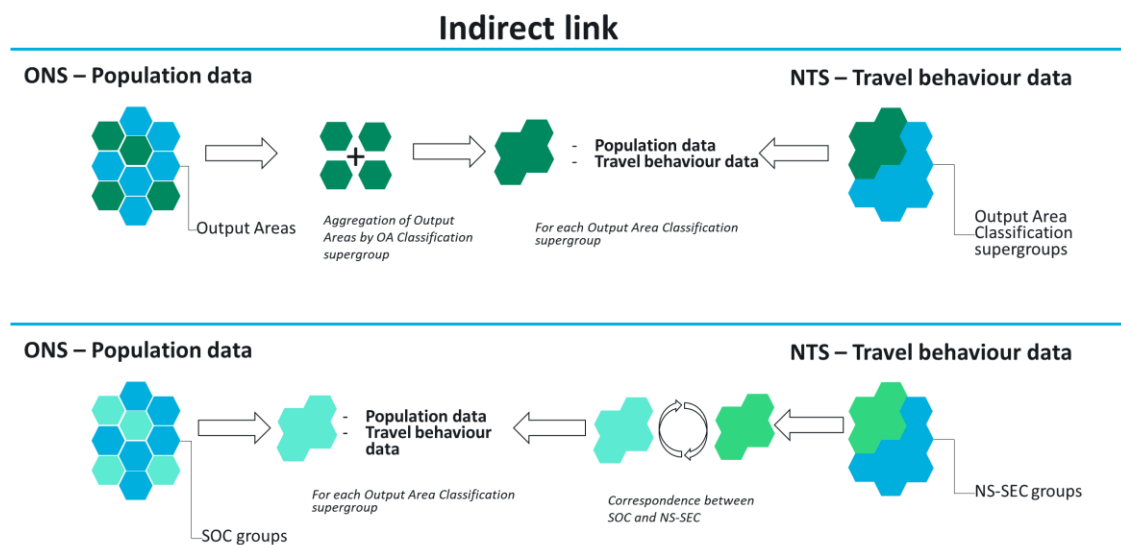 Indirect link
ONS – Population data
NTS – Travel behaviour data
+
- Population data
- Travel behaviour data
Output Areas
Aggregation of Output
Areas by OA Classification
supergroup
For each Output Area Classification
supergroup
Output Area
Classification
supergroups
ONS – Population data
NTS – Travel behaviour data
- Population data
- Travel behaviour
data
For each Output Area Classification
supergroup
Correspondence between
SOC and NS-SEC
NS-SEC groups
SOC groups